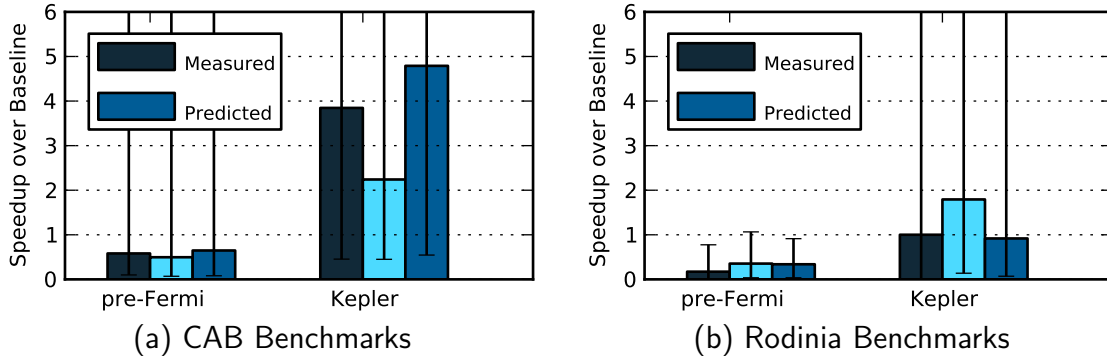 Speedup over Baseline
6
5
4
3
2
1
0
Measured
Predicted
pre-Fermi
Kepler
(a) CAB Benchmarks
Speedup over Baseline
6
5
4
3
2
1
0
Measured
Predicted
pre-Fermi
Kepler
(b) Rodinia Benchmarks